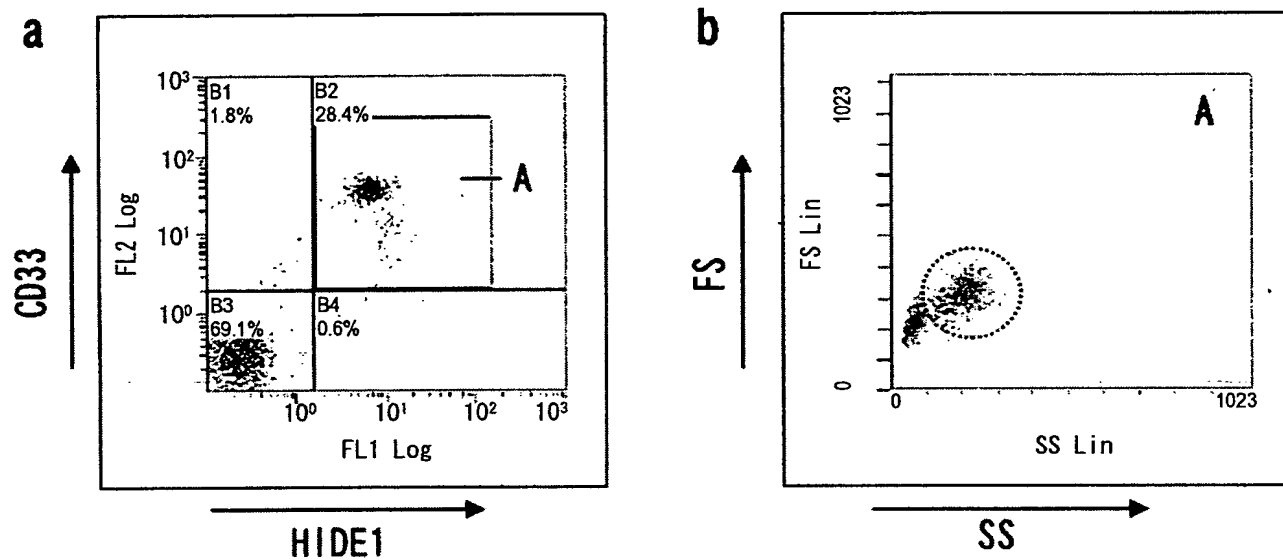 a
10³
B1
1.8%
B2
28.4%
10²
A
10¹
FL2 Log
CD33
10⁰
B3
69.1%
B4
0.6%
10⁰ 10¹ 10² 10³
FL1 Log
HIDE1
b
A
1023
FS Lin
FS
0
0 1023
SS Lin
SS